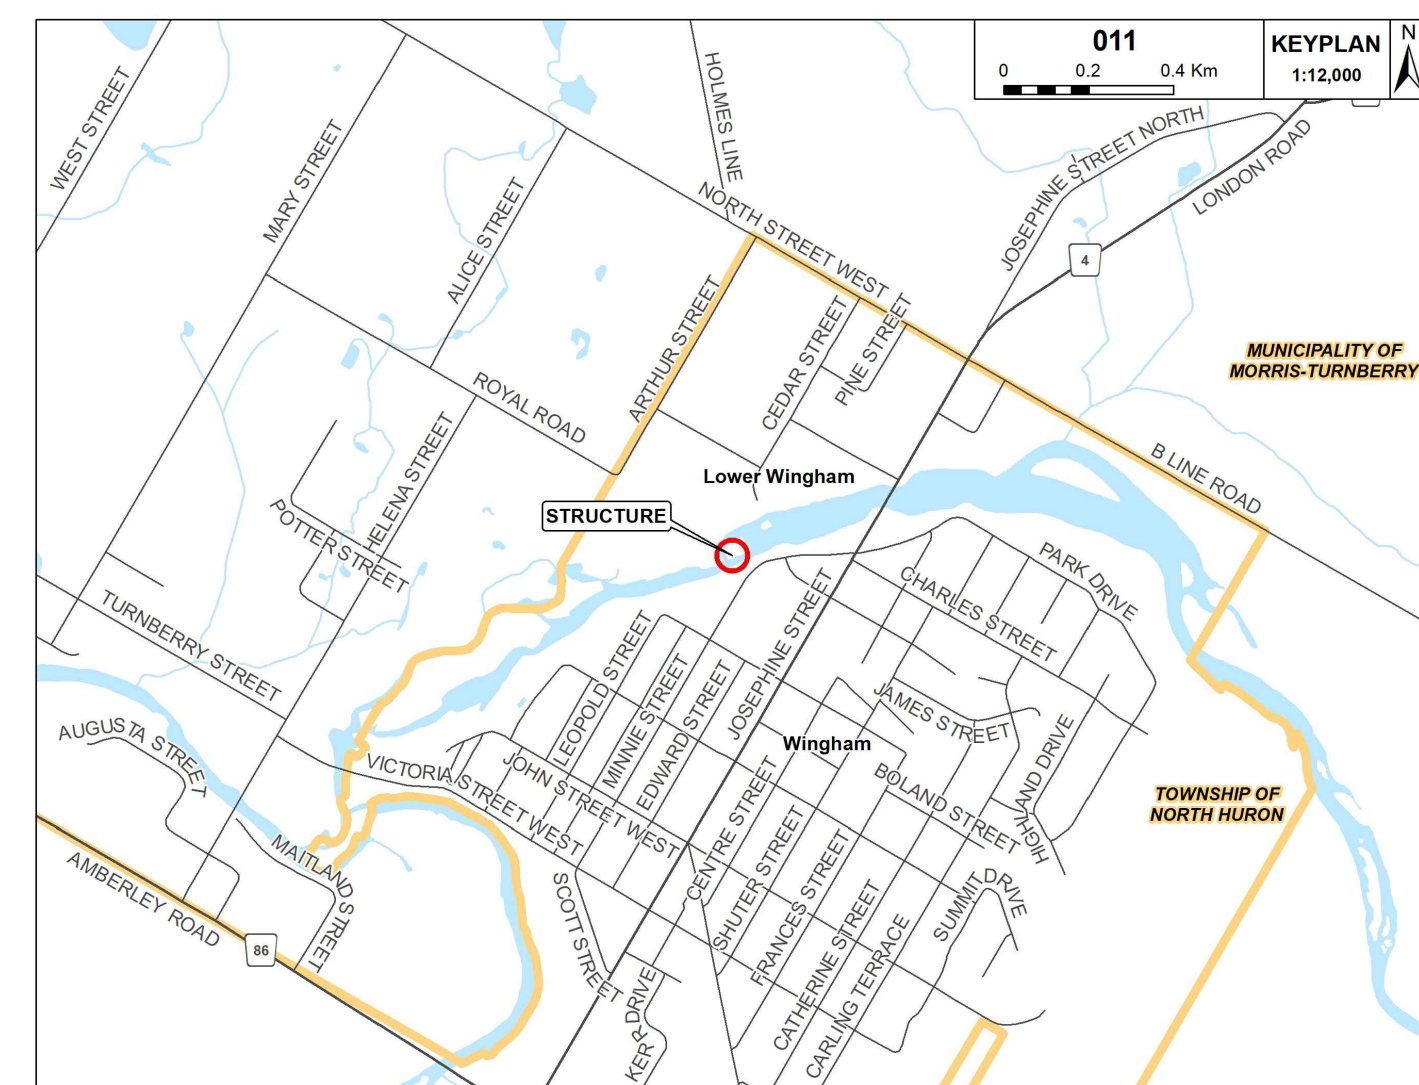 011
0 0.2 0.4 Km
KEYPLAN
1:12,000
N
HOLMES LINE
WEST STREET
MARY STREET
ALICE STREET
NORTH STREET WEST
JOSEPHINE STREET NORTH
LONDON ROAD
4
ARTHUR STREET
CEDAR STREET
PINE STREET
MUNICIPALITY OF
MORRIS-TURNBERRY
ROYAL ROAD
HELENA STREET
POTTER STREET
Lower Wingham
B LINE ROAD
STRUCTURE
PARK DRIVE
CHARLES STREET
TURNBERRY STREET
LEOPOLD STREET
MINNIE STREET
EDWARD STREET
JOSEPHINE STREET
JAMES STREET
AUGUSTA STREET
Wingham
HIGHLAND DRIVE
VICTORIA STREET WEST
JOHN STREET WEST
BOLAND STREET
TOWNSHIP OF
NORTH HURON
CENTRE STREET
SHUTER STREET
FRANCES STREET
MAITLAND STREET
AMBERLEY ROAD
86
SCOTT STREET
SUMMIT DRIVE
CATHERINE STREET
CARLING TERRACE
KERR DRIVE